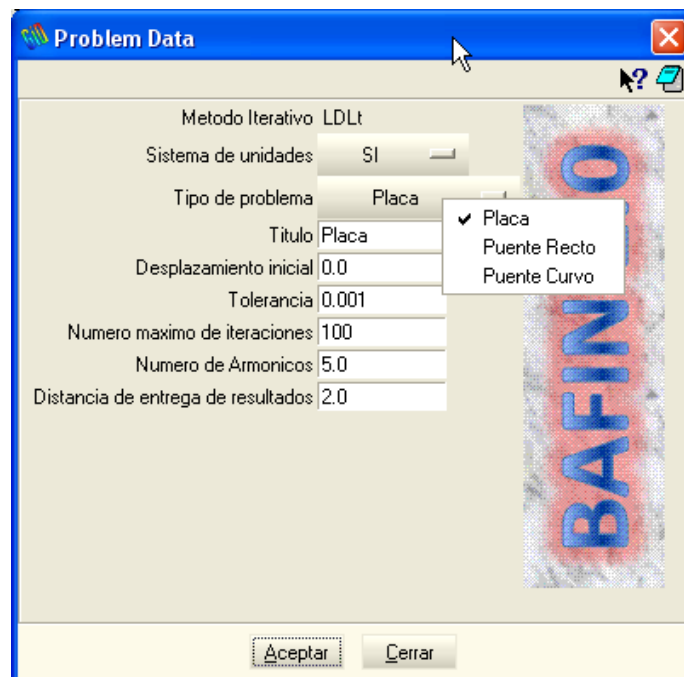 Problem Data
Metodo Iterativo LDLt
Sistema de unidades SI
Tipo de problema Placa
Placa
Puente Recto
Puente Curvo
Titulo Placa
Desplazamiento inicial 0.0
Tolerancia 0.001
Numero maximo de iteraciones 100
Numero de Armonicos 5.0
Distancia de entrega de resultados 2.0
Aceptar Cerrar